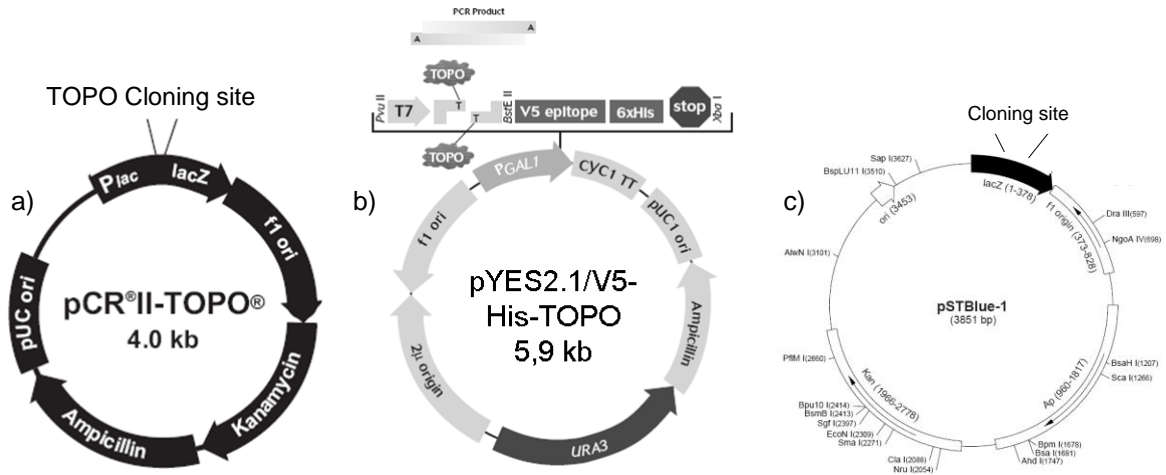 PCR Product
A
A
TOPO
Pvu II
T7
T
T
BstE II
V5 epitope
6xHis
stop
Xba I
TOPO
TOPO Cloning site
a)
Plac
lacZ
f1 ori
Kanamycin
Ampicillin
pUC ori
pCR®II-TOPO®
4.0 kb
b)
PGAL1
CYC1 TT
pUC1 ori
Ampicillin
URA3
2µ origin
f1 ori
pYES2.1/V5-
His-TOPO
5,9 kb
c)
Cloning site
Sap I(3627)
BspLU11 I(3510)
ori (3453)
lacZ (1-378)
f1 origin (373-828)
Dra III(597)
NgoA IV(698)
AlwN I(3101)
pSTBlue-1
(3851 bp)
PflM I(2660)
BsaH I(1207)
Sca I(1266)
Kan (1966-2778)
Ap (960-1817)
Bpu10 I(2414)
BsmB I(2413)
Sgf I(2397)
EcoN I(2309)
Sma I(2271)
Cla I(2089)
Nru I(2054)
Bpm I(1678)
Bsa I(1681)
Ahd I(1747)